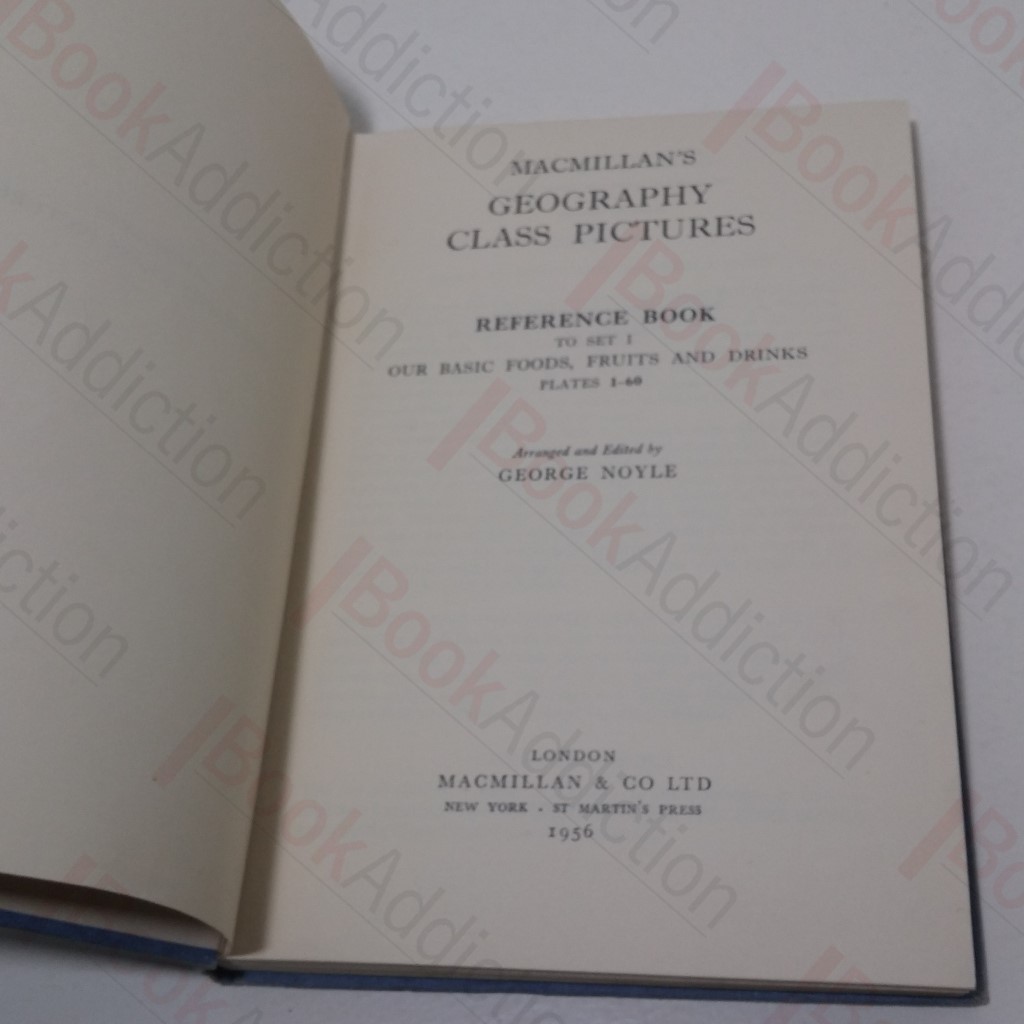 MACMILLAN'S
GEOGRAPHY
CLASS PICTURES
REFERENCE BOOK
TO SET I
OUR BASIC FOODS, FRUITS AND DRINKS
PLATES 1-60
Arranged and Edited by
GEORGE NOYLE
LONDON
MACMILLAN & CO LTD
NEW YORK · ST MARTIN'S PRESS
1956
BookAddiction